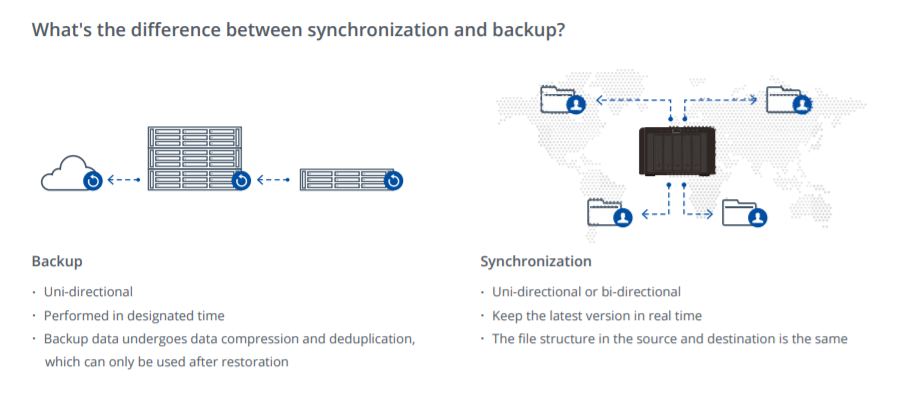 What's the difference between synchronization and backup?
Backup
· Uni-directional
· Performed in designated time
· Backup data undergoes data compression and deduplication,
which can only be used after restoration
Synchronization
· Uni-directional or bi-directional
· Keep the latest version in real time
· The file structure in the source and destination is the same